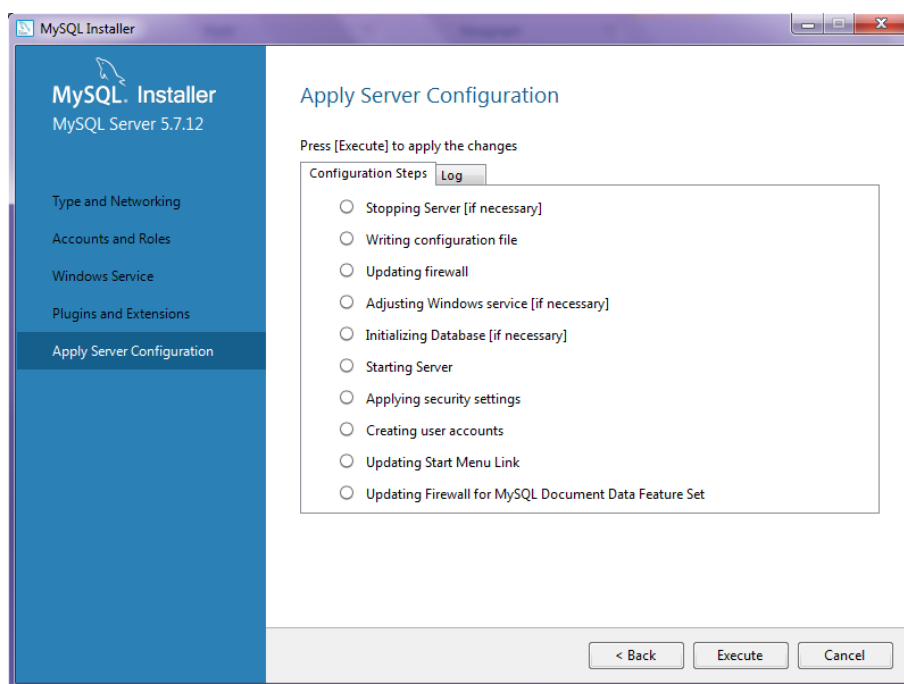 MySQL Installer
MySQL. Installer
MySQL Server 5.7.12
Type and Networking
Accounts and Roles
Windows Service
Plugins and Extensions
Apply Server Configuration
Apply Server Configuration
Press [Execute] to apply the changes
Configuration Steps Log
Stopping Server [if necessary]
Writing configuration file
Updating firewall
Adjusting Windows service [if necessary]
Initializing Database [if necessary]
Starting Server
Applying security settings
Creating user accounts
Updating Start Menu Link
Updating Firewall for MySQL Document Data Feature Set
< Back Execute Cancel